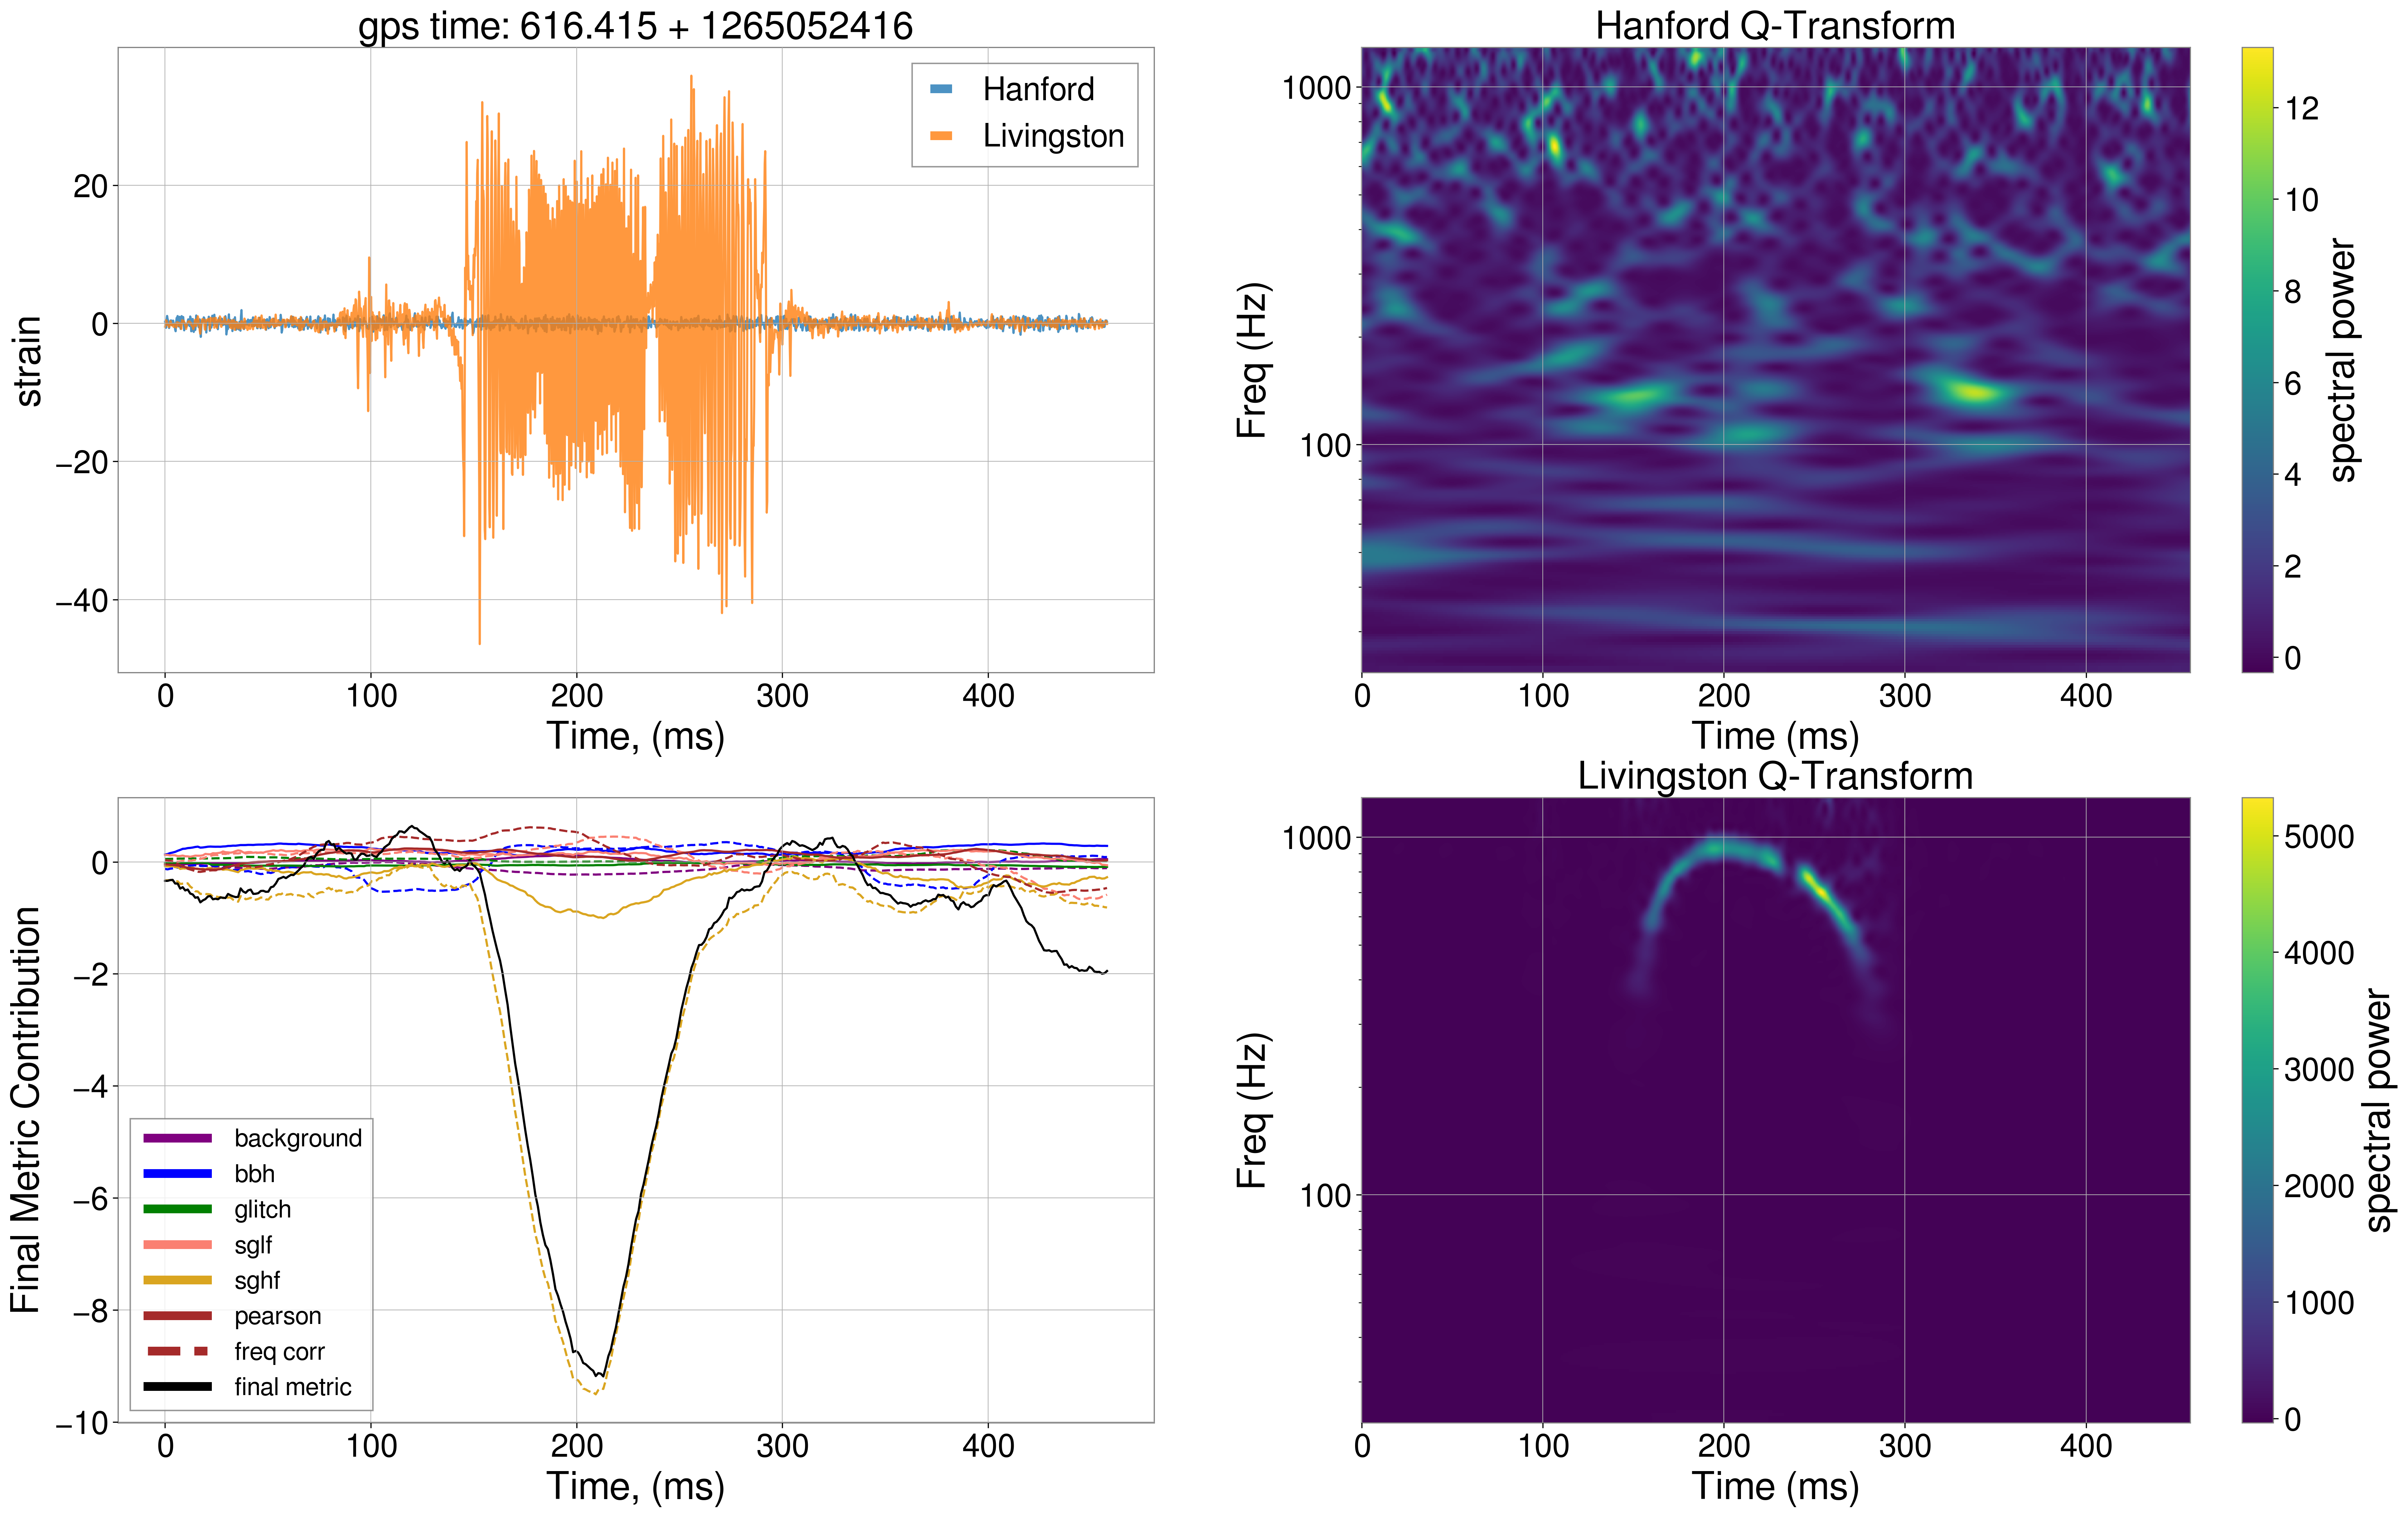 gps time: 616.415 + 1265052416
Hanford
Livingston
strain
20
0
−20
−40
0
100
200
300
400
Time, (ms)
Hanford Q-Transform
Freq (Hz)
1000
100
0
100
200
300
400
Time (ms)
12
10
8
6
4
2
0
spectral power
Final Metric Contribution
0
−2
−4
−6
−8
−10
background
bbh
glitch
sglf
sghf
pearson
freq corr
final metric
0
100
200
300
400
Time, (ms)
Livingston Q-Transform
Freq (Hz)
1000
100
0
100
200
300
400
Time (ms)
5000
4000
3000
2000
1000
0
spectral power